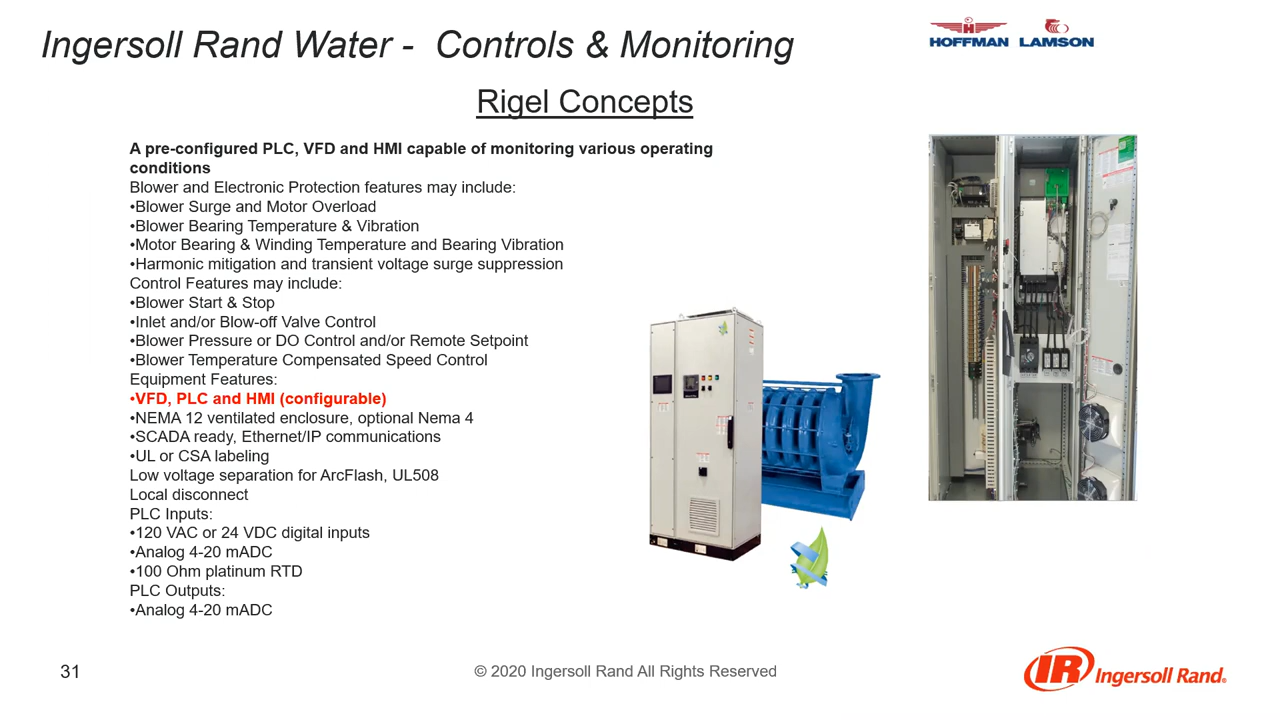 Ingersoll Rand Water -  Controls & Monitoring
HOFFMAN LAMSON
Rigel Concepts
A pre-configured PLC, VFD and HMI capable of monitoring various operating
conditions
Blower and Electronic Protection features may include:
•Blower Surge and Motor Overload
•Blower Bearing Temperature & Vibration
•Motor Bearing & Winding Temperature and Bearing Vibration
•Harmonic mitigation and transient voltage surge suppression
Control Features may include:
•Blower Start & Stop
•Inlet and/or Blow-off Valve Control
•Blower Pressure or DO Control and/or Remote Setpoint
•Blower Temperature Compensated Speed Control
Equipment Features:
•VFD, PLC and HMI (configurable)
•NEMA 12 ventilated enclosure, optional Nema 4
•SCADA ready, Ethernet/IP communications
•UL or CSA labeling
Low voltage separation for ArcFlash, UL508
Local disconnect
PLC Inputs:
•120 VAC or 24 VDC digital inputs
•Analog 4-20 mADC
•100 Ohm platinum RTD
PLC Outputs:
•Analog 4-20 mADC
31
© 2020 Ingersoll Rand All Rights Reserved
IR Ingersoll Rand®